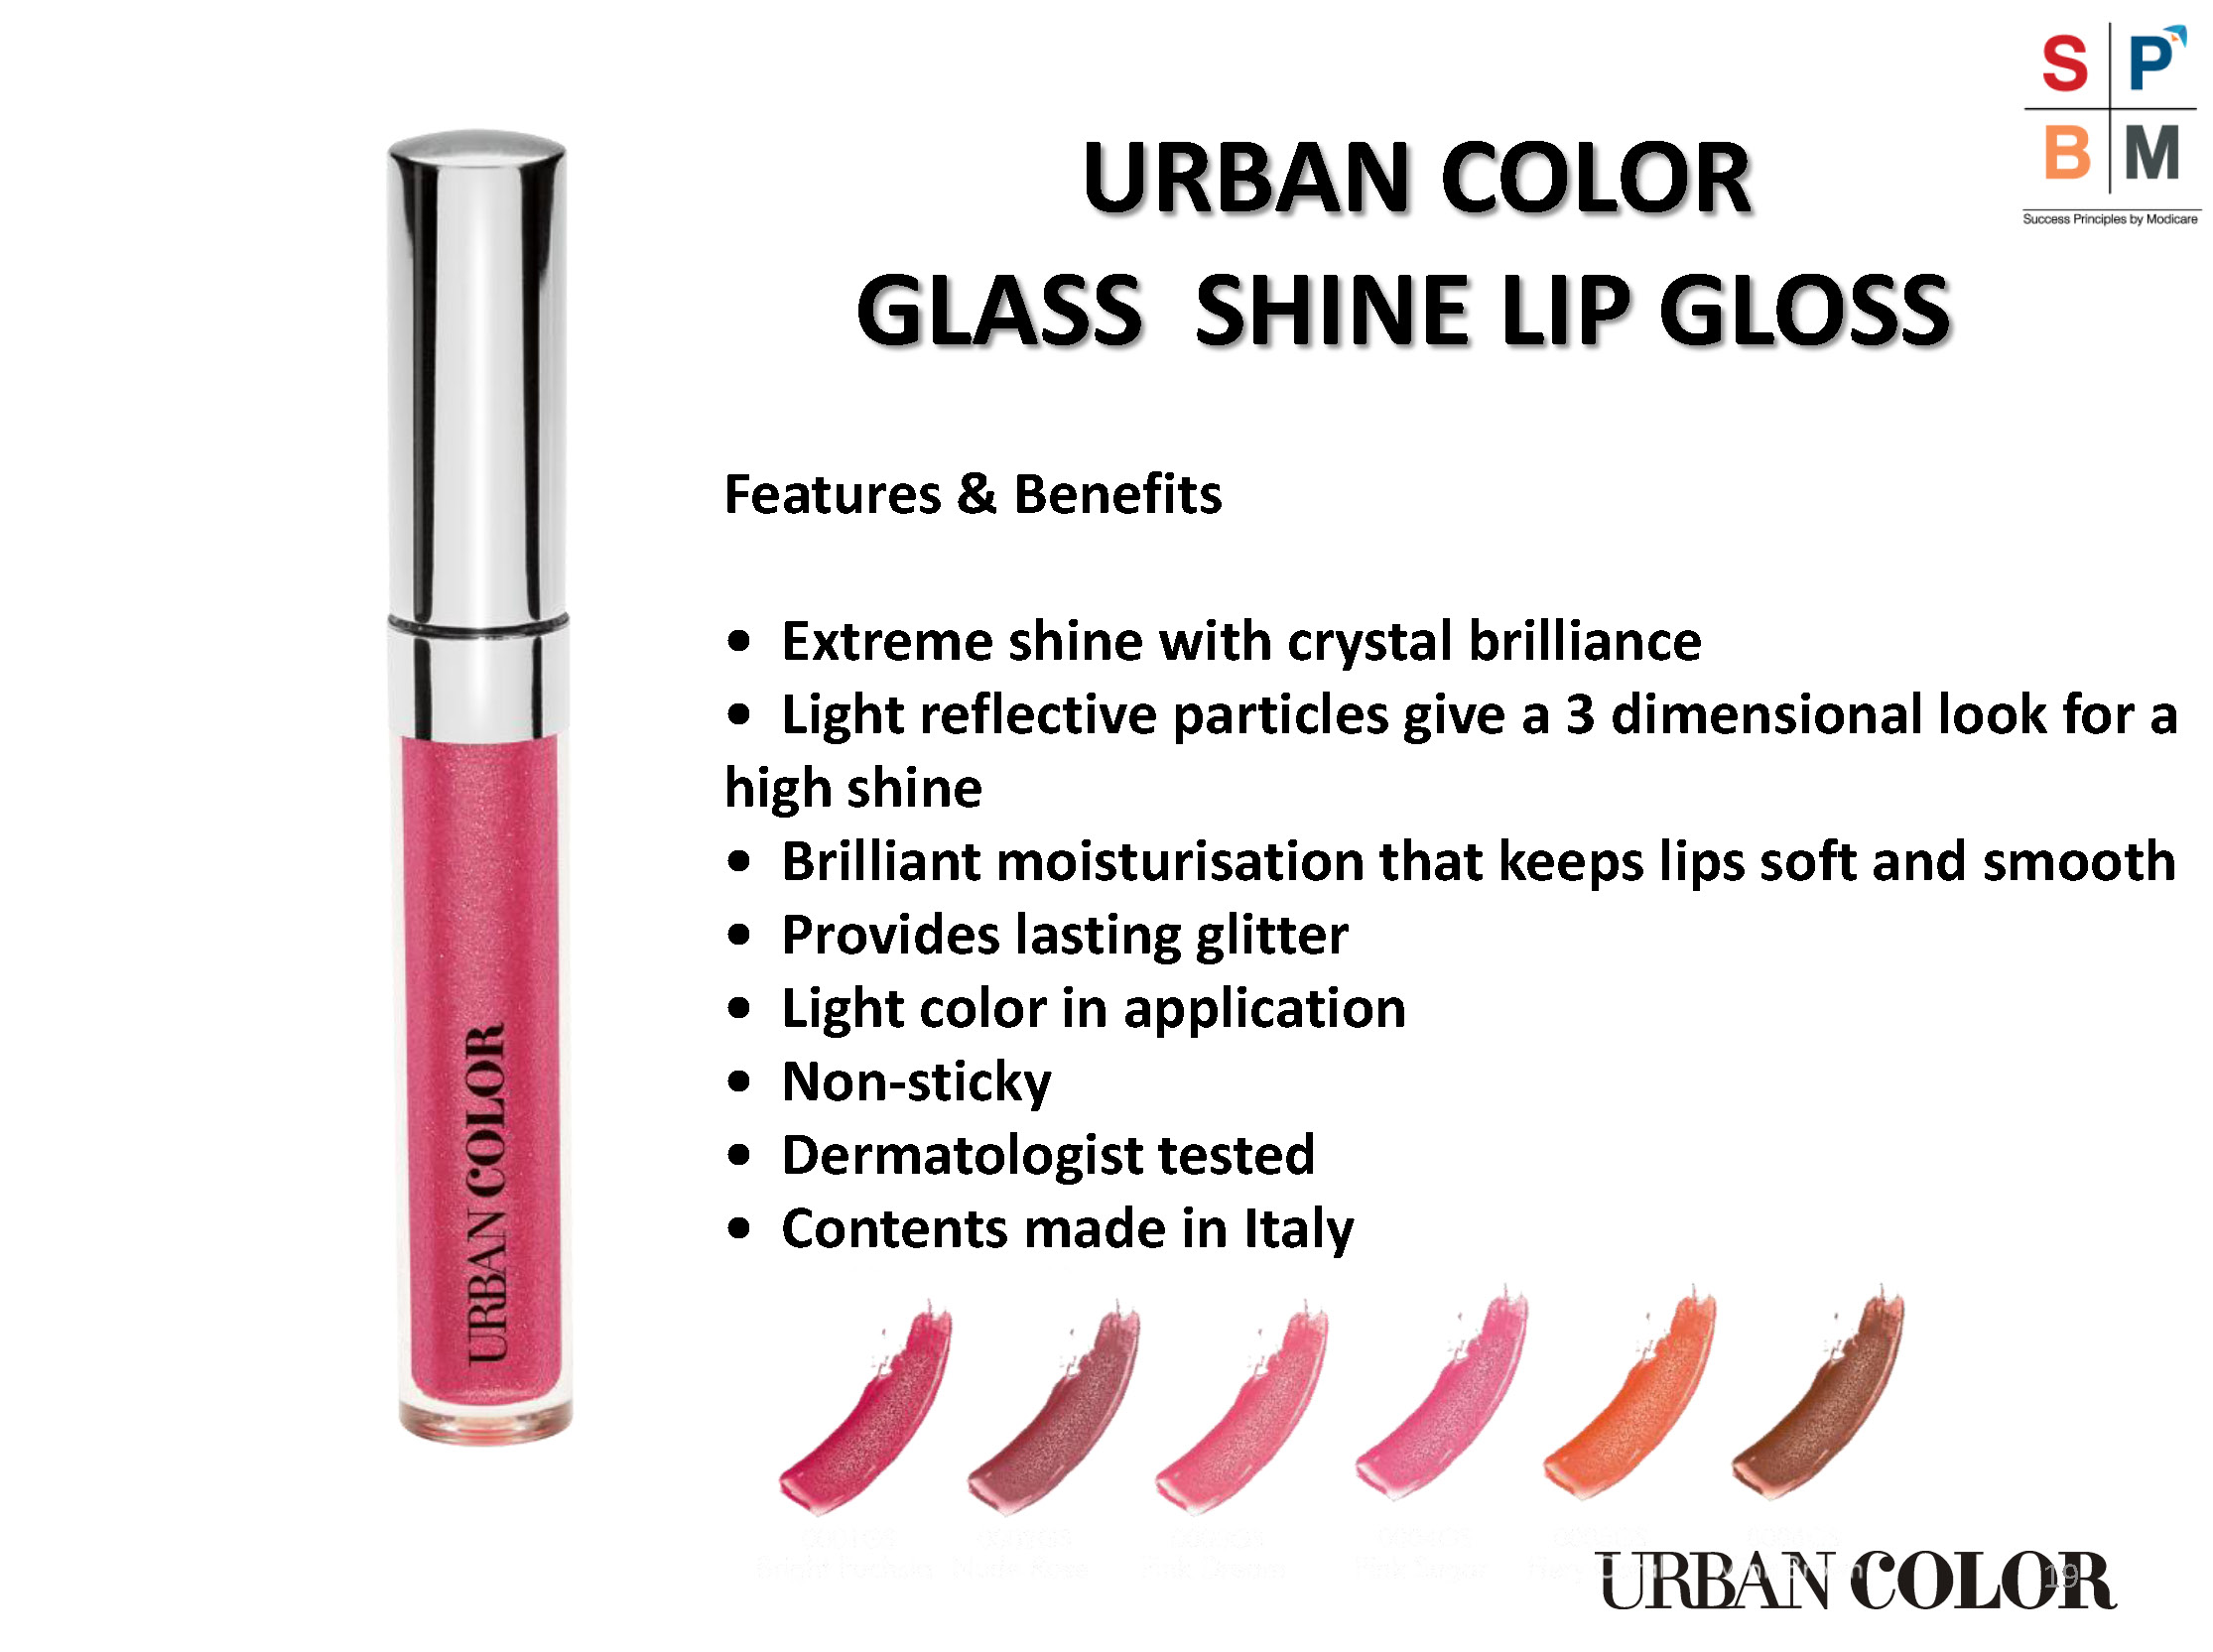 S P
B M
Success Principles by Modicare
URBAN COLOR
GLASS SHINE LIP GLOSS
Features & Benefits
• Extreme shine with crystal brilliance
• Light reflective particles give a 3 dimensional look for a
high shine
• Brilliant moisturisation that keeps lips soft and smooth
• Provides lasting glitter
• Light color in application
• Non-sticky
• Dermatologist tested
• Contents made in Italy
URBAN COLOR
URBAN COLOR
19